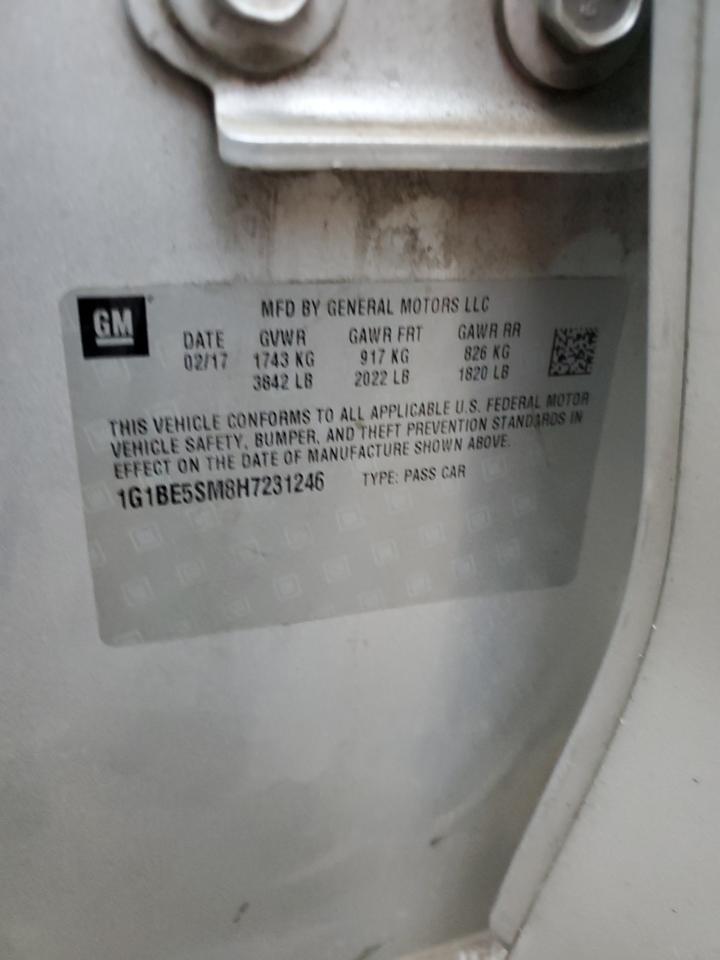 GM
MFD BY GENERAL MOTORS LLC
DATE GVWR GAWR FRT GAWR RR
02/17 1743 KG 917 KG 826 KG
3842 LB 2022 LB 1820 LB
THIS VEHICLE CONFORMS TO ALL APPLICABLE U.S. FEDERAL MOTOR
VEHICLE SAFETY, BUMPER, AND THEFT PREVENTION STANDARDS IN
EFFECT ON THE DATE OF MANUFACTURE SHOWN ABOVE.
1G1BE5SM8H7231246 TYPE: PASS CAR